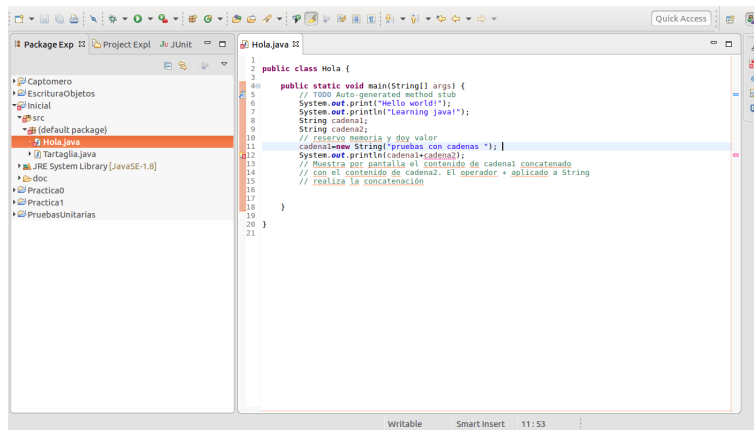 Quick Access
Package Exp
Project Expl
JUnit
Hola.java
Captomero
EscrituraObjetos
Inicial
src
(default package)
Hola.java
Tartaglia.java
JRE System Library [JavaSE-1.8]
doc
Practica0
Practica1
PruebasUnitarias
1
2 public class Hola {
3
4 public static void main(String[] args) {
5 // TODO Auto-generated method stub
6 System.out.print("Hello world!");
7 System.out.println("Learning java!");
8 String cadena1;
9 String cadena2;
10 // reservo memoria y doy valor
11 cadena1=new String("pruebas con cadenas ");
12 System.out.println(cadena1+cadena2);
13 // Muestra por pantalla el contenido de cadena1 concatenado
14 // con el contenido de cadena2. El operador + aplicado a String
15 // realiza la concatenación
16
17
18 }
19
20 }
21
Writable Smart Insert 11 : 53